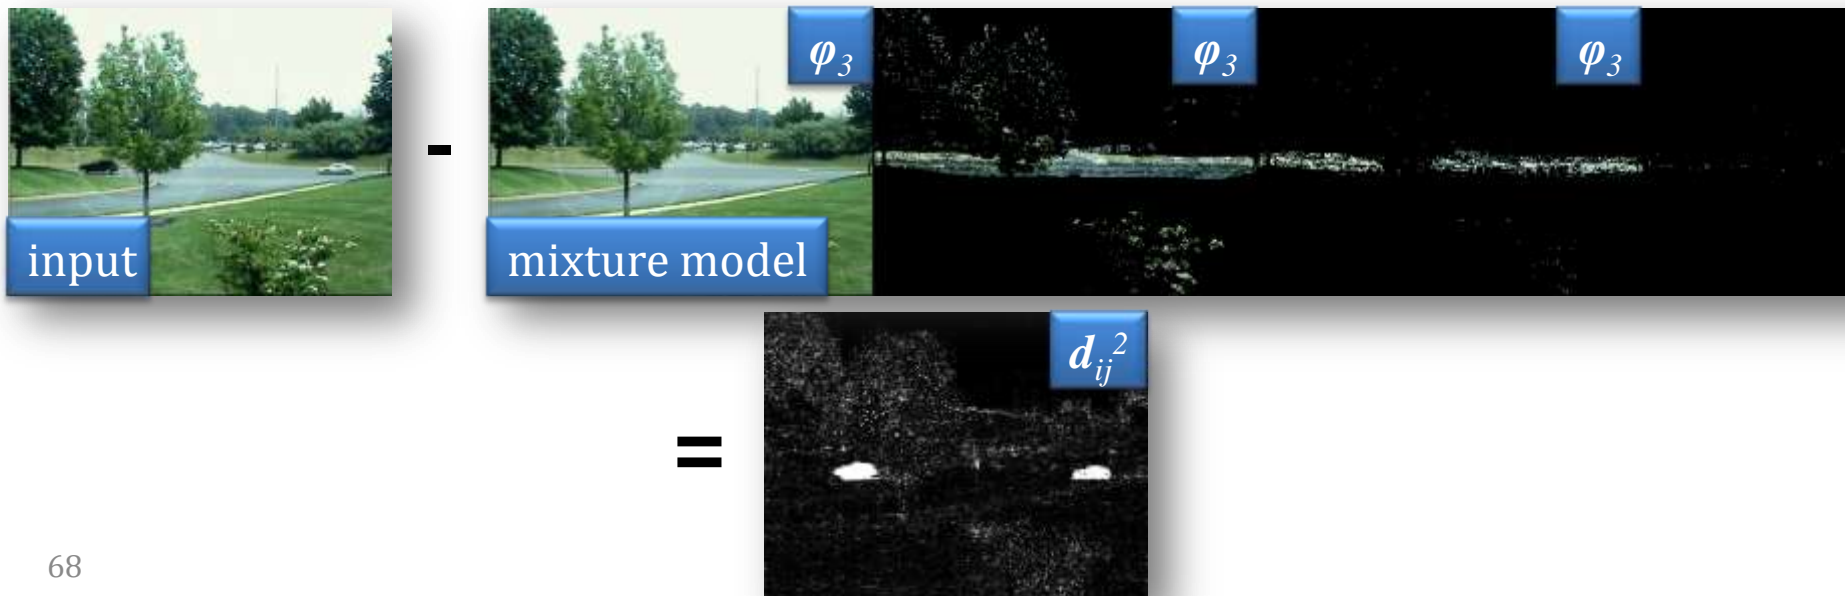 φ₃
φ₃
φ₃
-
input
mixture model
dᵢⱼ²
=
68